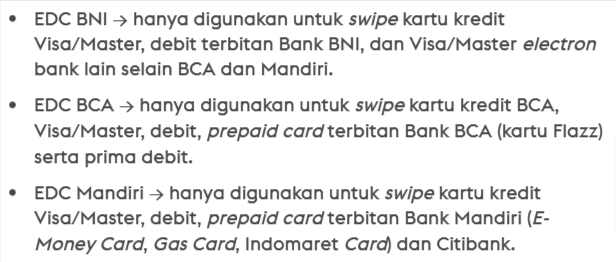 • EDC BNI → hanya digunakan untuk swipe kartu kredit
Visa/Master, debit terbitan Bank BNI, dan Visa/Master electron
bank lain selain BCA dan Mandiri.
• EDC BCA → hanya digunakan untuk swipe kartu kredit BCA,
Visa/Master, debit, prepaid card terbitan Bank BCA (kartu Flazz)
serta prima debit.
• EDC Mandiri → hanya digunakan untuk swipe kartu kredit
Visa/Master, debit, prepaid card terbitan Bank Mandiri (E-
Money Card, Gas Card, Indomaret Card) dan Citibank.